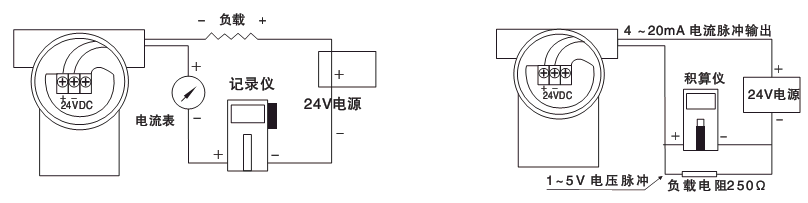 - 负载 +
+ -
24VDC
+
电流表
-
记录仪
+ -
+
24V电源
-
4 ~20mA 电流脉冲输出
+ -
24VDC
积算仪
+ -
+
24V电源
-
1~5V 电压脉冲
负载电阻250Ω